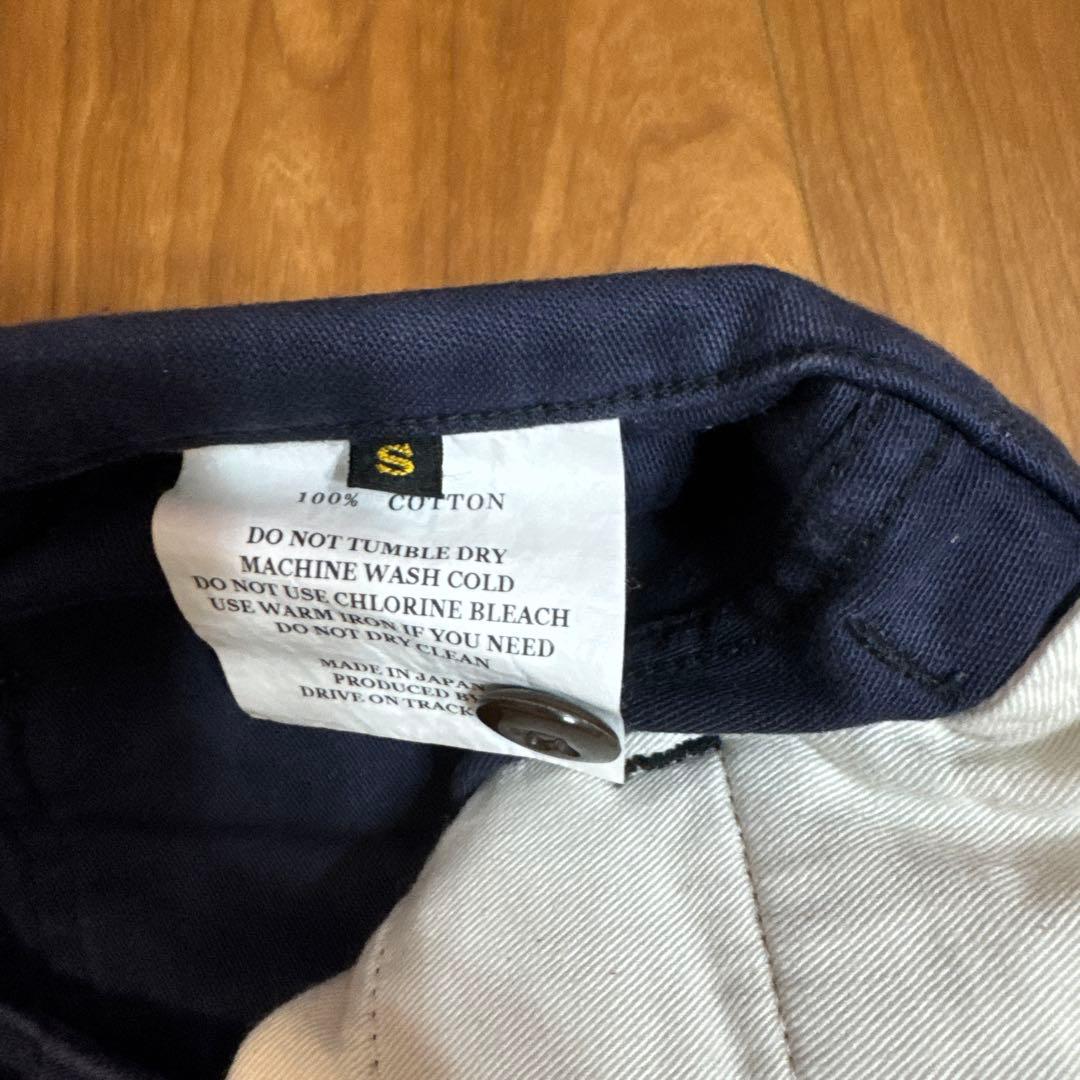 S
100% COTTON
DO NOT TUMBLE DRY
MACHINE WASH COLD
DO NOT USE CHLORINE BLEACH
USE WARM IRON IF YOU NEED
DO NOT DRY CLEAN
MADE IN JAPAN
PRODUCED BY
DRIVE ON TRACK